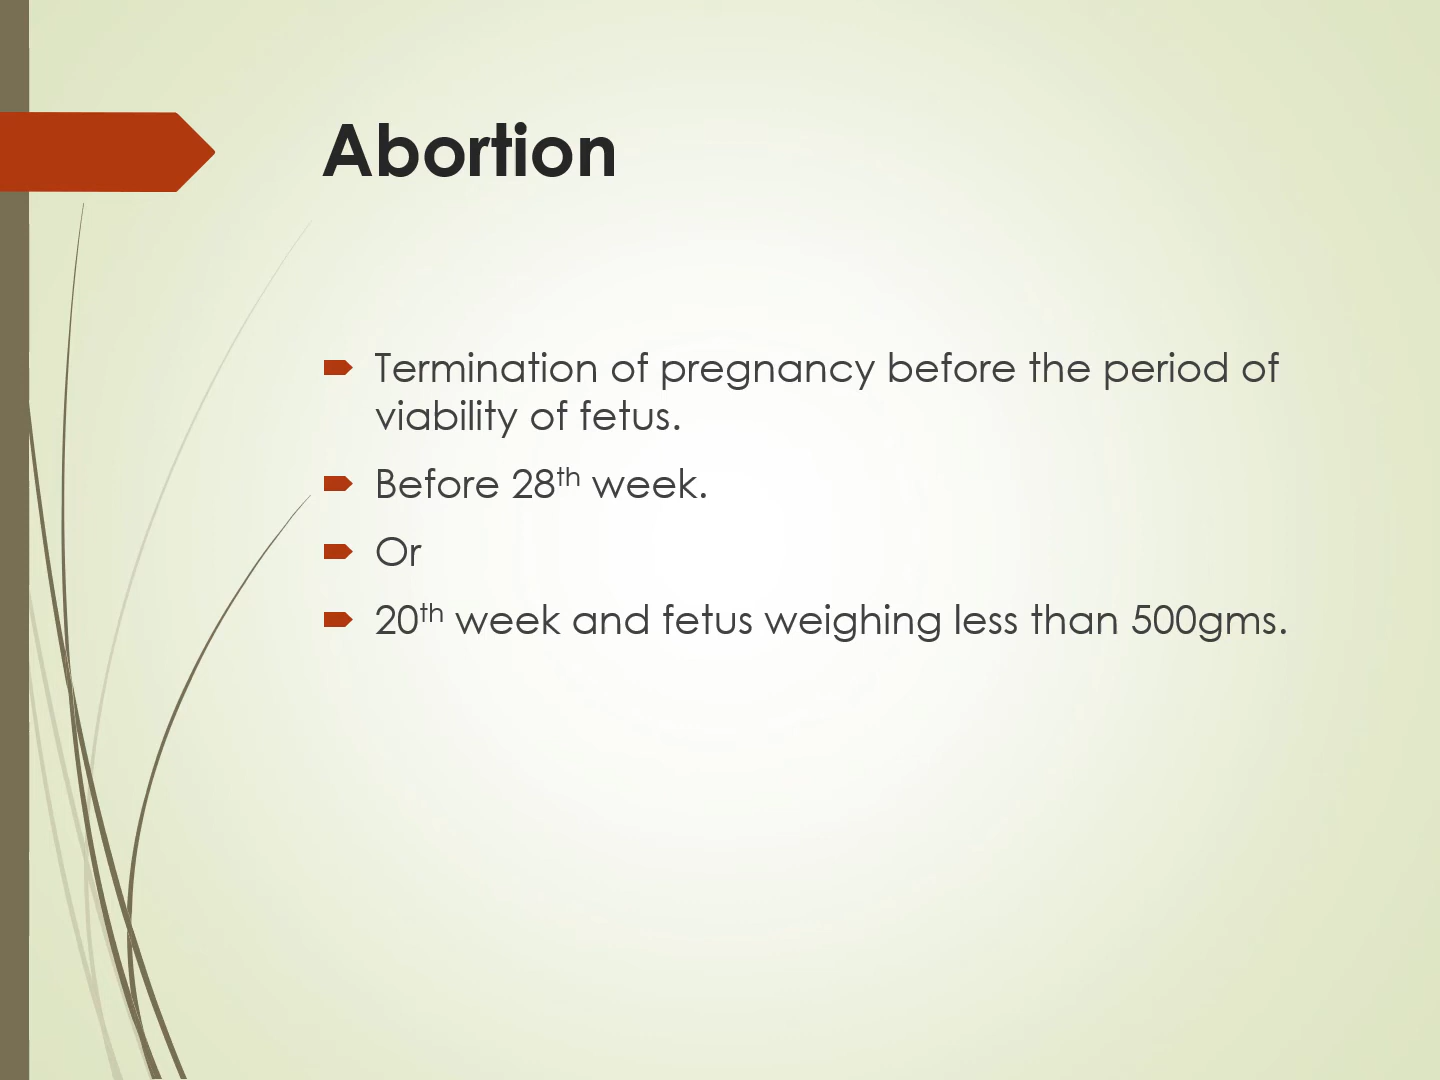 Abortion
Termination of pregnancy before the period of
viability of fetus.
Before 28th week.
Or
20th week and fetus weighing less than 500gms.